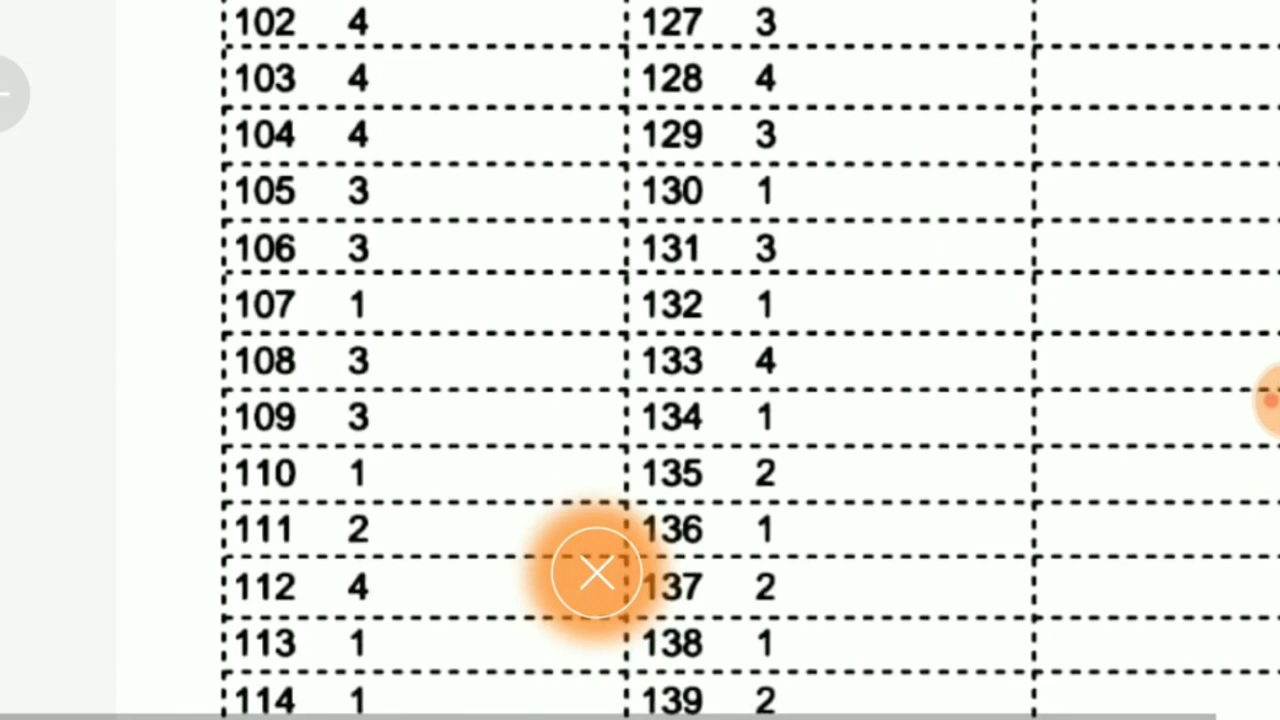 102 4 127 3
103 4 128 4
104 4 129 3
105 3 130 1
106 3 131 3
107 1 132 1
108 3 133 4
109 3 134 1
110 1 135 2
111 2 136 1
112 4 137 2
113 1 138 1
114 1 139 2